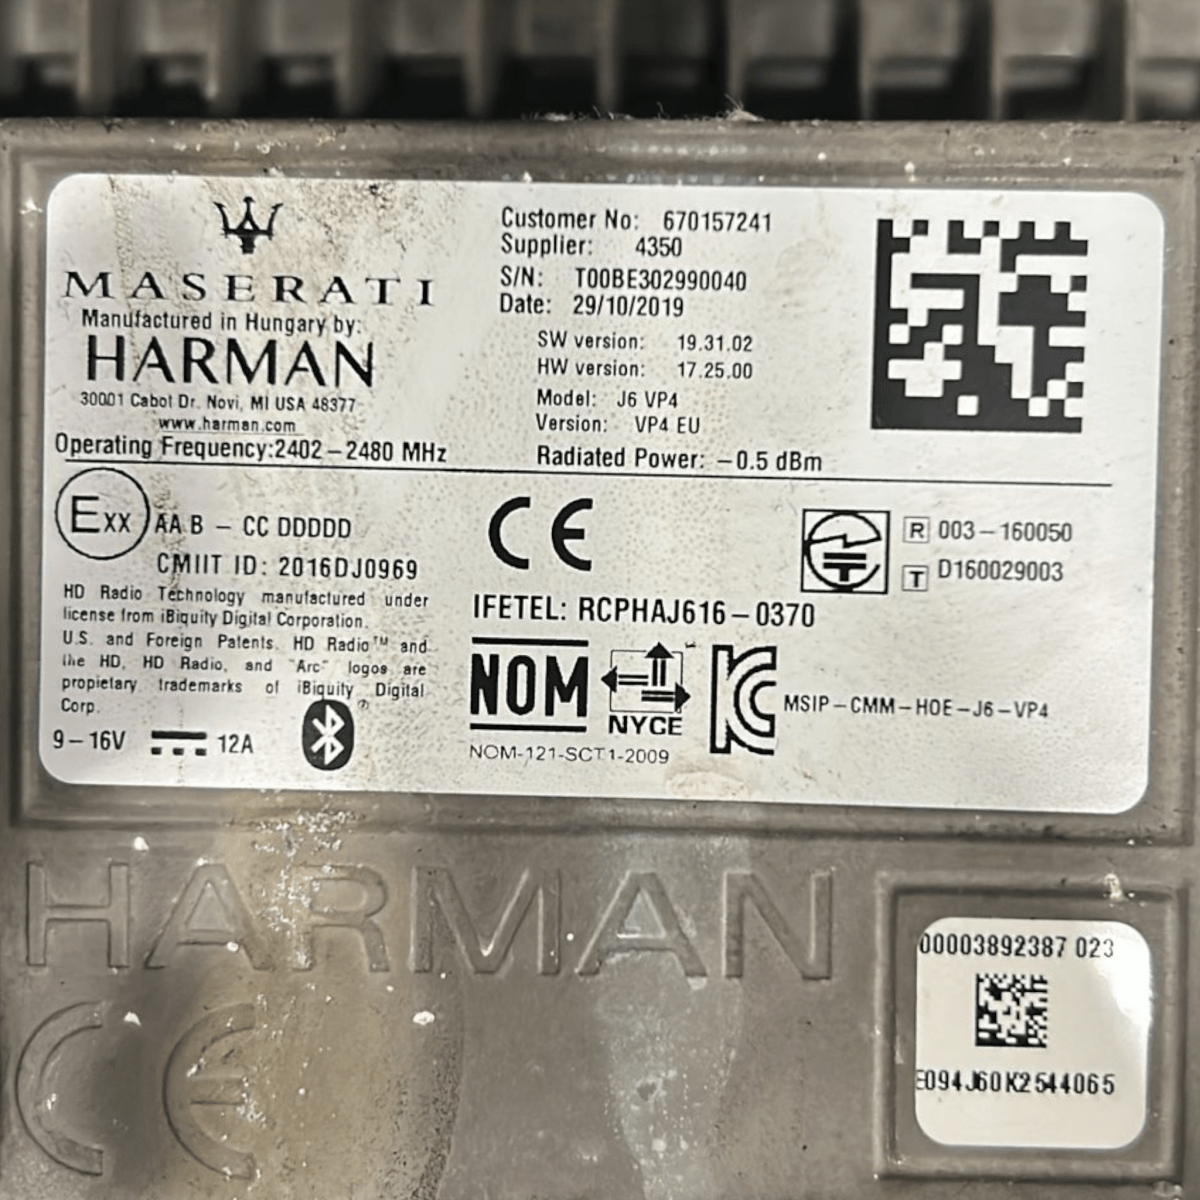 MASERATI
Manufactured in Hungary by:
HARMAN
30001 Cabot Dr. Novi, MI USA 48377
www.harman.com
Operating Frequency:2402 – 2480 MHz
Customer No: 670157241
Supplier: 4350
S/N: T00BE302990040
Date: 29/10/2019
SW version: 19.31.02
HW version: 17.25.00
Model: J6 VP4
Version: VP4 EU
Radiated Power: – 0.5 dBm
Exx AA B – CC DDDDD
CMIIT ID: 2016DJ0969
HD Radio Technology manufactured under
license from iBiquity Digital Corporation.
U.S. and Foreign Patents. HD Radio™ and
the HD, HD Radio, and "Arc" logos are
propietary trademarks of iBiquity Digital
Corp.
9 – 16V 12A
®
CE
R 003 – 160050
T D160029003
IFETEL: RCPHAJ616 – 0370
NOM
NYCE
NOM-121-SCT1-2009
KC
MSIP – CMM – HOE – J6 – VP4
HARMAN
CE
00003892387 023
E094J60K2544065